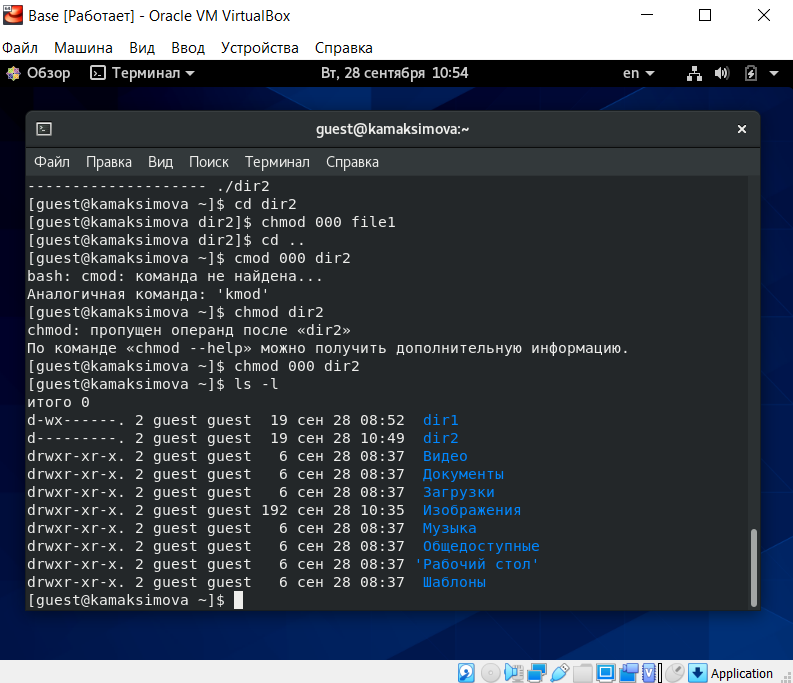 Base [Работает] - Oracle VM VirtualBox
Файл Машина Вид Ввод Устройства Справка
Обзор Терминал Вт, 28 сентября 10:54 en
guest@kamaksimova:~
Файл Правка Вид Поиск Терминал Справка
-------------------- ./dir2
[guest@kamaksimova ~]$ cd dir2
[guest@kamaksimova dir2]$ chmod 000 file1
[guest@kamaksimova dir2]$ cd ..
[guest@kamaksimova ~]$ cmod 000 dir2
bash: cmod: команда не найдена...
Аналогичная команда: 'kmod'
[guest@kamaksimova ~]$ chmod dir2
chmod: пропущен операнд после «dir2»
По команде «chmod --help» можно получить дополнительную информацию.
[guest@kamaksimova ~]$ chmod 000 dir2
[guest@kamaksimova ~]$ ls -l
итого 0
d-wx------. 2 guest guest  19 сен 28 08:52  dir1
d---------. 2 guest guest  19 сен 28 10:49  dir2
drwxr-xr-x. 2 guest guest   6 сен 28 08:37  Видео
drwxr-xr-x. 2 guest guest   6 сен 28 08:37  Документы
drwxr-xr-x. 2 guest guest   6 сен 28 08:37  Загрузки
drwxr-xr-x. 2 guest guest 192 сен 28 10:35  Изображения
drwxr-xr-x. 2 guest guest   6 сен 28 08:37  Музыка
drwxr-xr-x. 2 guest guest   6 сен 28 08:37  Общедоступные
drwxr-xr-x. 2 guest guest   6 сен 28 08:37 'Рабочий стол'
drwxr-xr-x. 2 guest guest   6 сен 28 08:37  Шаблоны
[guest@kamaksimova ~]$
Application